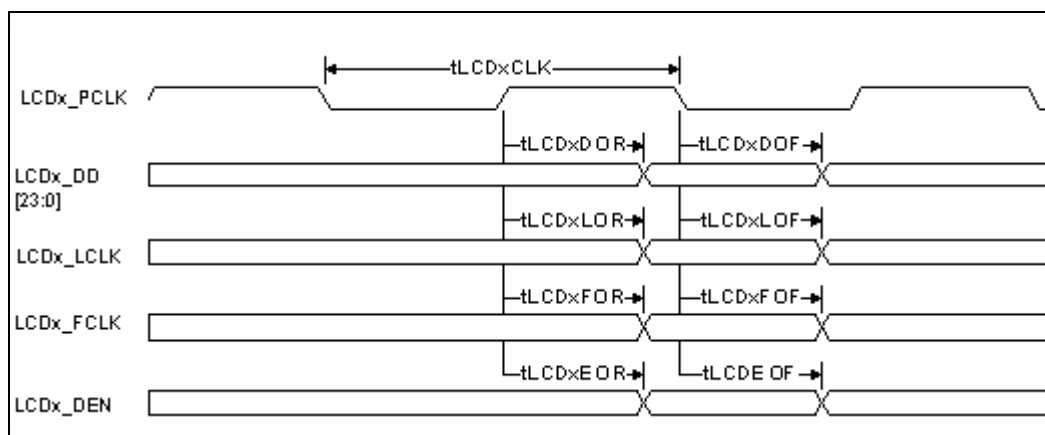 tLCDxCLK
LCDx_PCLK
tLCDxDOR tLCDxDOF
LCDx_DD
[23:0]
tLCDxLOR tLCDxLOF
LCDx_LCLK
tLCDxFOR tLCDxFOF
LCDx_FCLK
tLCDxEOR tLCDEOF
LCDx_DEN